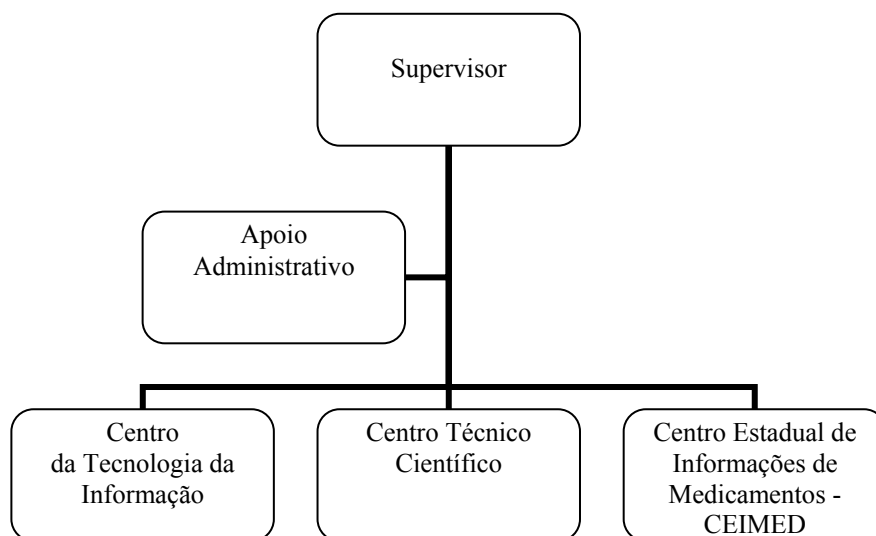 Supervisor
Apoio
Administrativo
Centro
da Tecnologia da
Informação
Centro Técnico
Científico
Centro Estadual de
Informações de
Medicamentos -
CEIMED